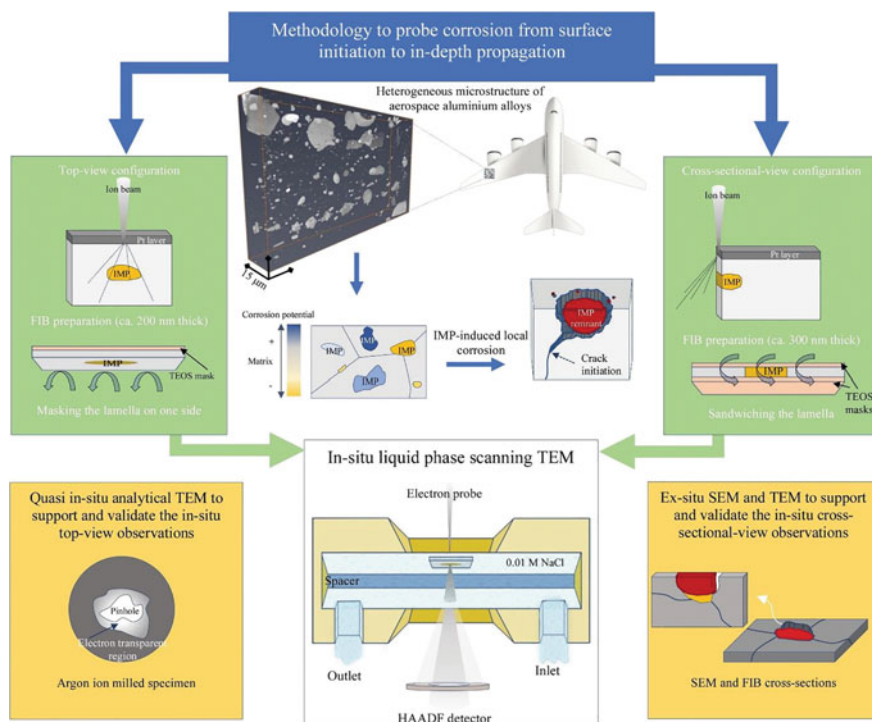 Methodology to probe corrosion from surface
initiation to in-depth propagation
Heterogeneous microstructure of
aerospace aluminium alloys
15 µm
Top-view configuration
Ion beam
Pt layer
IMP
FIB preparation (ca. 200 nm thick)
IMP
TEOS mask
Masking the lamella on one side
Corrosion potential
+
Matrix
-
IMP
IMP
IMP
IMP
IMP-induced local
corrosion
IMP
remnant
Crack
initiation
Cross-sectional-view configuration
Ion beam
Pt layer
IMP
FIB preparation (ca. 300 nm thick)
IMP
TEOS
masks
Sandwiching the lamella
Quasi in-situ analytical TEM to
support and validate the in-situ
top-view observations
Pinhole
Electron transparent
region
Argon ion milled specimen
In-situ liquid phase scanning TEM
Electron probe
0.01 M NaCl
Spacer
Outlet
Inlet
HAADF detector
Ex-situ SEM and TEM to support
and validate the in-situ cross-
sectional-view observations
SEM and FIB cross-sections